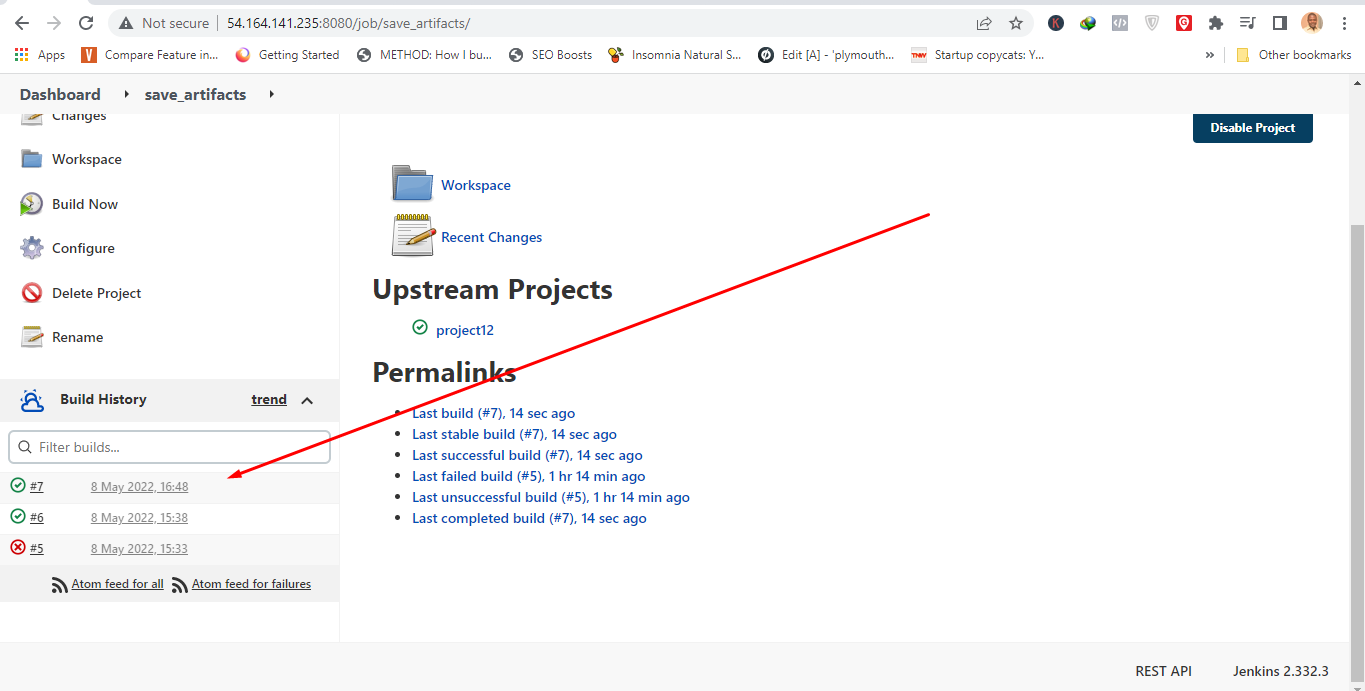 Not secure 54.164.141.235:8080/job/save_artifacts/
Apps Compare Feature in... Getting Started METHOD: How I bu... SEO Boosts Insomnia Natural S... Edit [A] - 'plymouth... Startup copycats: Y... » Other bookmarks
Dashboard save_artifacts
Changes
Workspace
Build Now
Configure
Delete Project
Rename
Build History trend
Filter builds...
#7 8 May 2022, 16:48
#6 8 May 2022, 15:38
#5 8 May 2022, 15:33
Atom feed for all Atom feed for failures
Disable Project
Workspace
Recent Changes
Upstream Projects
project12
Permalinks
Last build (#7), 14 sec ago
Last stable build (#7), 14 sec ago
Last successful build (#7), 14 sec ago
Last failed build (#5), 1 hr 14 min ago
Last unsuccessful build (#5), 1 hr 14 min ago
Last completed build (#7), 14 sec ago
REST API Jenkins 2.332.3